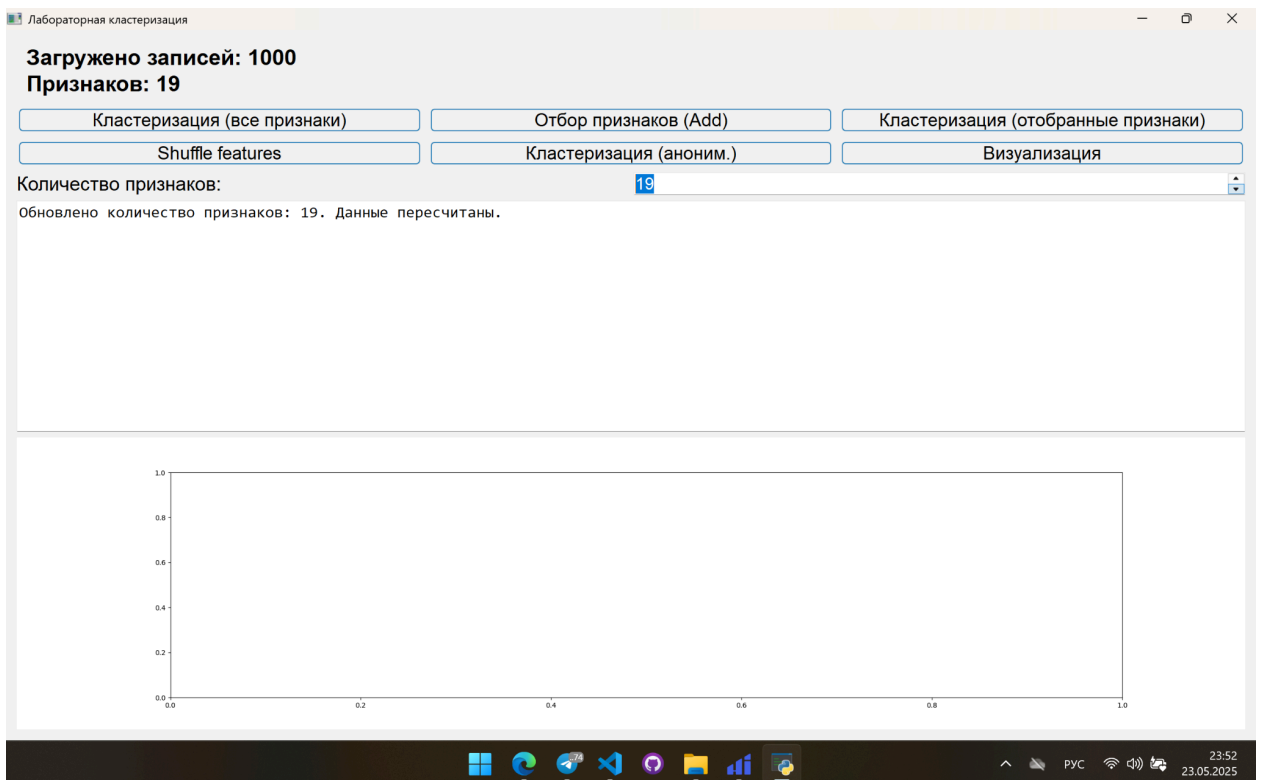 Лабораторная кластеризация
Загружено записей: 1000
Признаков: 19
Кластеризация (все признаки)
Отбор признаков (Add)
Кластеризация (отобранные признаки)
Shuffle features
Кластеризация (аноним.)
Визуализация
Количество признаков:
19
Обновлено количество признаков: 19. Данные пересчитаны.
1.0
0.8
0.6
0.4
0.2
0.0
0.0 0.2 0.4 0.6 0.8 1.0
74
РУС
23:52
23.05.2025